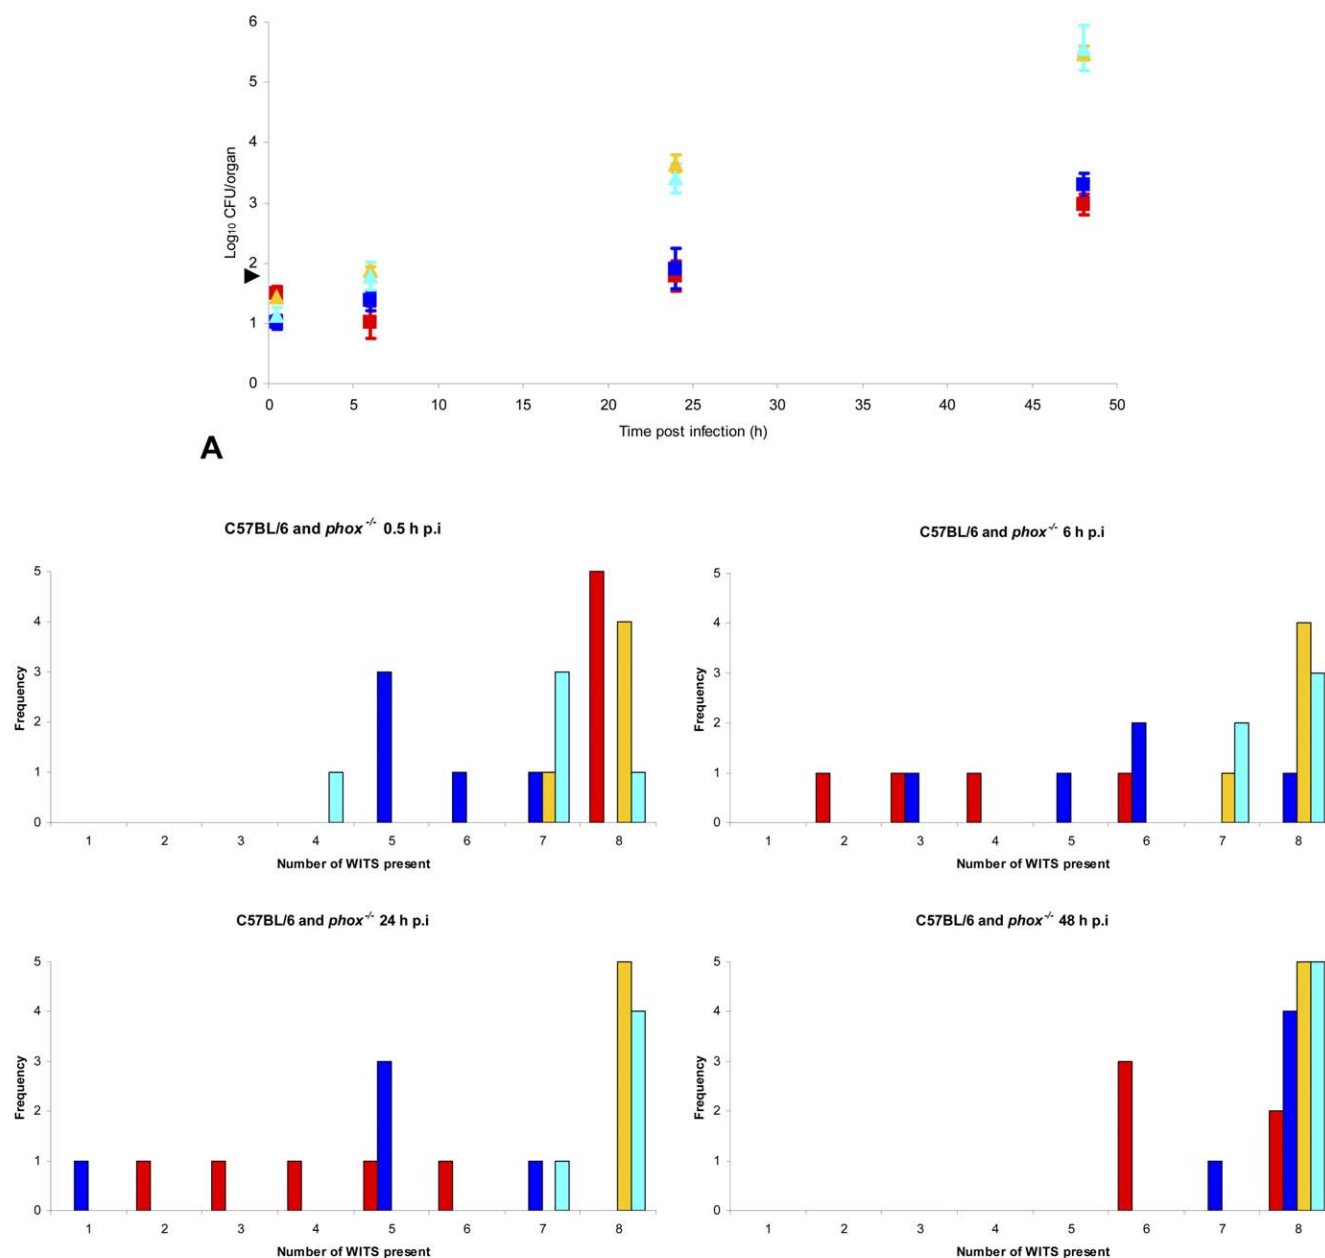 6
5
4
3
2
1
0
Log10 CFU/organ
0 5 10 15 20 25 30 35 40 45 50
Time post infection (h)
A
C57BL/6 and phox -/- 0.5 h p.i
5
4
3
2
1
0
Frequency
1 2 3 4 5 6 7 8
Number of WITS present
C57BL/6 and phox -/- 6 h p.i
5
4
3
2
1
0
Frequency
1 2 3 4 5 6 7 8
Number of WITS present
C57BL/6 and phox -/- 24 h p.i
5
4
3
2
1
0
Frequency
1 2 3 4 5 6 7 8
Number of WITS present
C57BL/6 and phox -/- 48 h p.i
5
4
3
2
1
0
Frequency
1 2 3 4 5 6 7 8
Number of WITS present